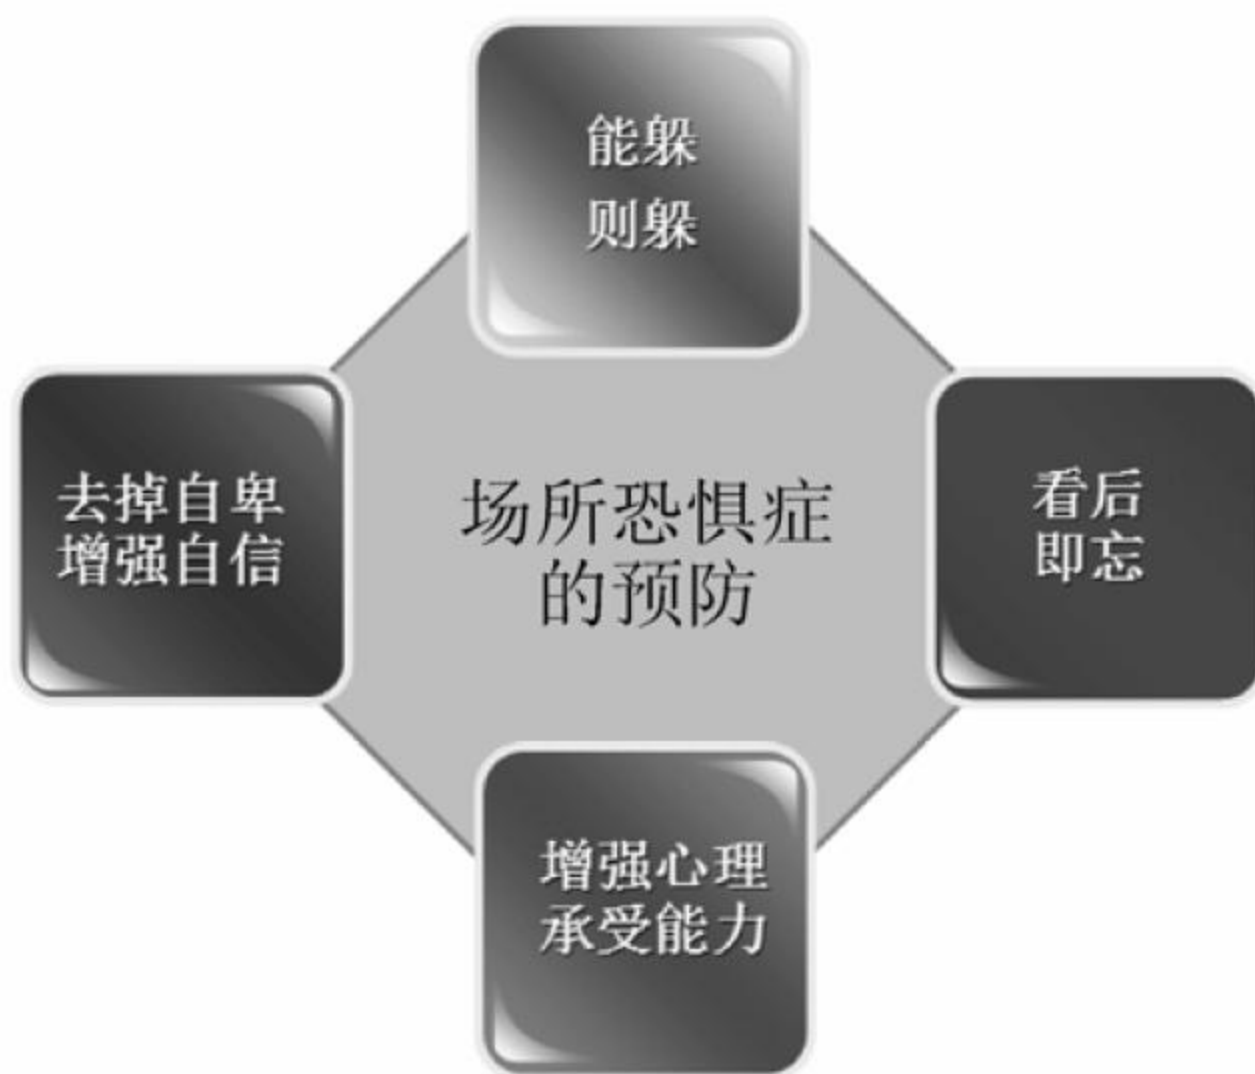 能躲
则躲
去掉自卑
增强自信
场所恐惧症
的预防
看后
即忘
增强心理
承受能力